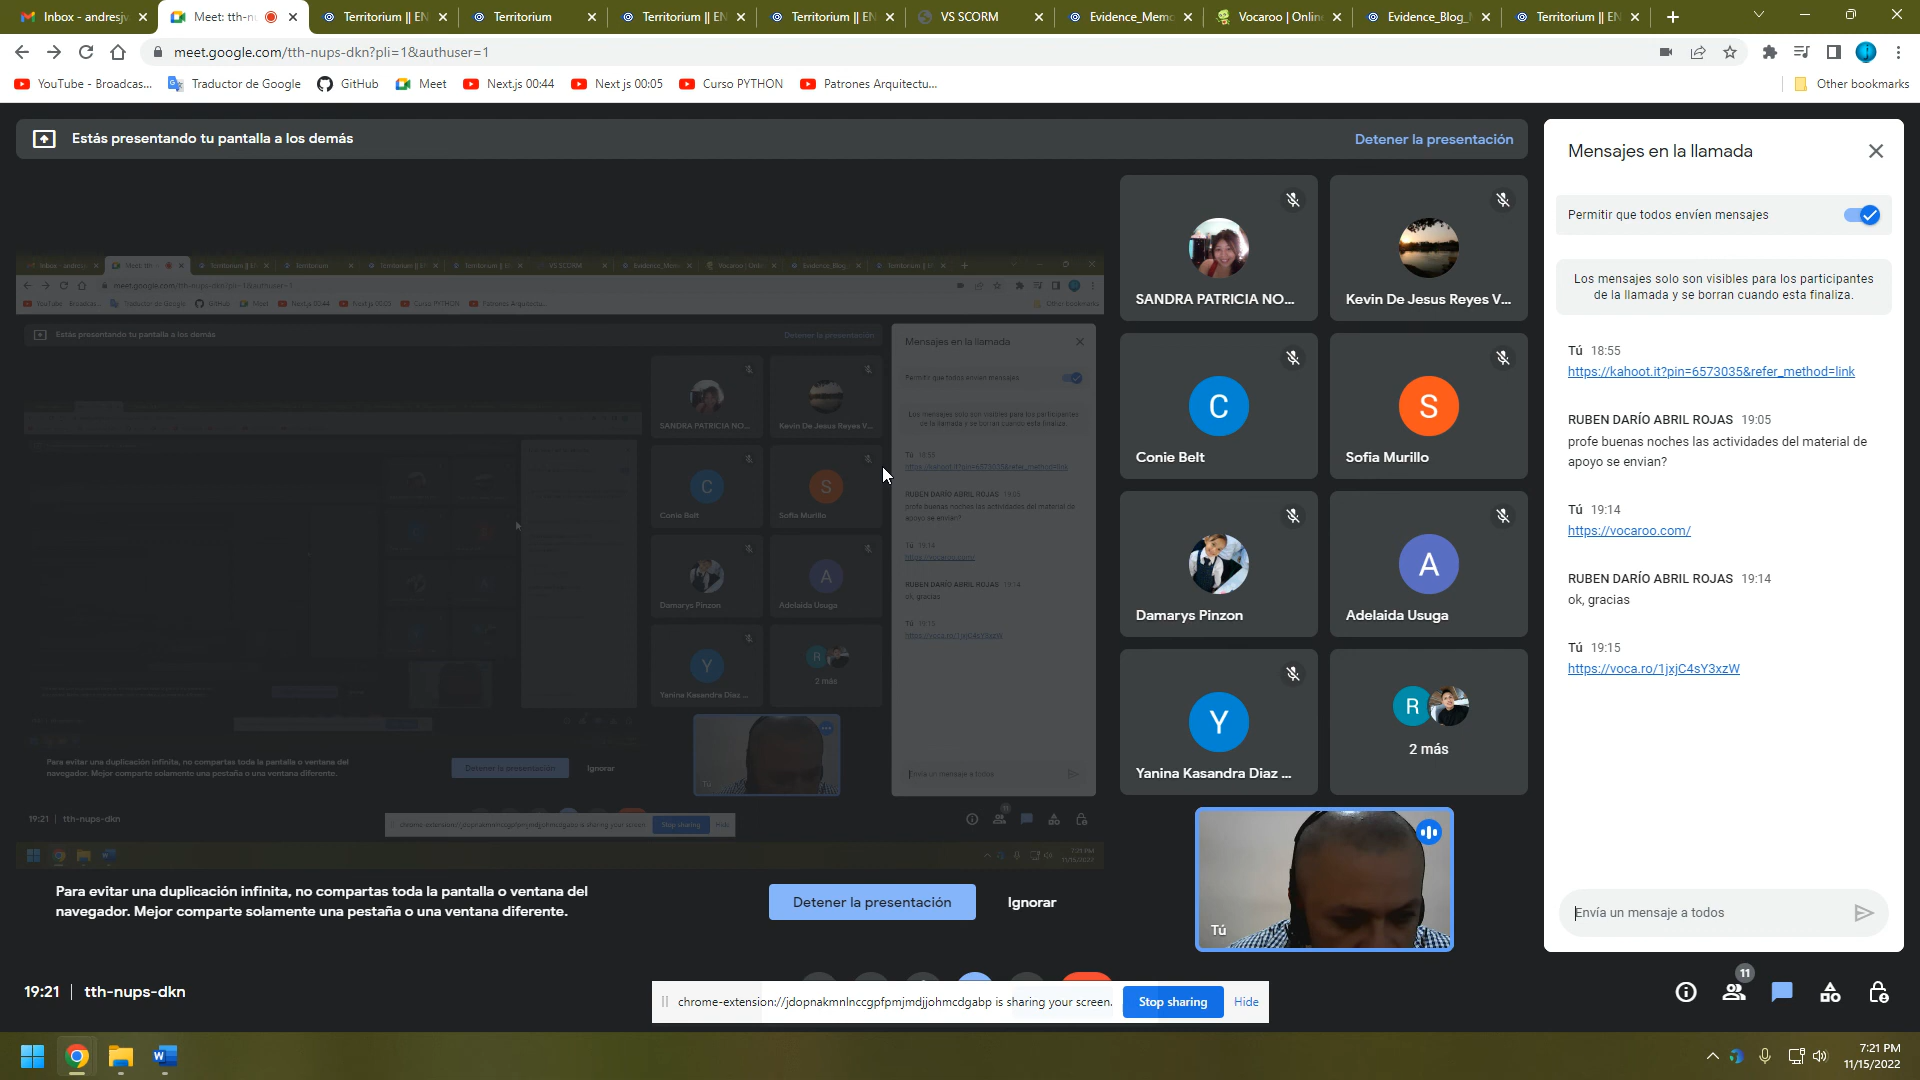 Inbox - andresjv
Meet: tth-nu
Territorium || EN
Territorium
Territorium || EN
Territorium || EN
VS SCORM
Evidence_Memo
Vocaroo | Onlin
Evidence_Blog_
Territorium || EN
meet.google.com/tth-nups-dkn?pli=1&authuser=1
YouTube - Broadcas...
Traductor de Google
GitHub
Meet
Next.js 00:44
Next js 00:05
Curso PYTHON
Patrones Arquitectu...
Other bookmarks
Estás presentando tu pantalla a los demás
Detener la presentación
SANDRA PATRICIA NO...
Kevin De Jesus Reyes V...
C
Conie Belt
S
Sofia Murillo
Damarys Pinzon
A
Adelaida Usuga
Y
Yanina Kasandra Diaz ...
R
2 más
Tú
Mensajes en la llamada
Permitir que todos envíen mensajes
Los mensajes solo son visibles para los participantes
de la llamada y se borran cuando esta finaliza.
Tú 18:55
https://kahoot.it?pin=6573035&refer_method=link
RUBEN DARÍO ABRIL ROJAS 19:05
profe buenas noches las actividades del material de
apoyo se envian?
Tú 19:14
https://vocaroo.com/
RUBEN DARÍO ABRIL ROJAS 19:14
ok, gracias
Tú 19:15
https://voca.ro/1jxjC4sY3xzW
Envía un mensaje a todos
Para evitar una duplicación infinita, no compartas toda la pantalla o ventana del
navegador. Mejor comparte solamente una pestaña o una ventana diferente.
Detener la presentación
Ignorar
19:21 | tth-nups-dkn
chrome-extension://jdopnakmnlnccgpfpmjmdjjohmcdgabp is sharing your screen.
Stop sharing
Hide
11
7:21 PM
11/15/2022